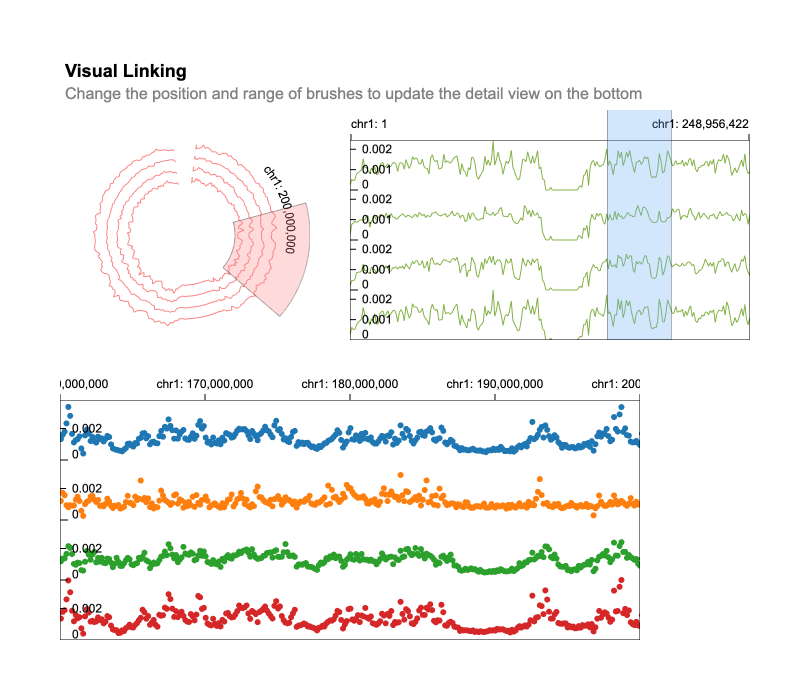 Visual Linking
Change the position and range of brushes to update the detail view on the bottom
chr1: 200,000,000
chr1: 1
chr1: 248,956,422
0.002
0.001
0
0.002
0.001
0
0.002
0.001
0
0.002
0.001
0
0,000,000
chr1: 170,000,000
chr1: 180,000,000
chr1: 190,000,000
chr1: 200
0.002
0
0.002
0
0.002
0
0.002
0